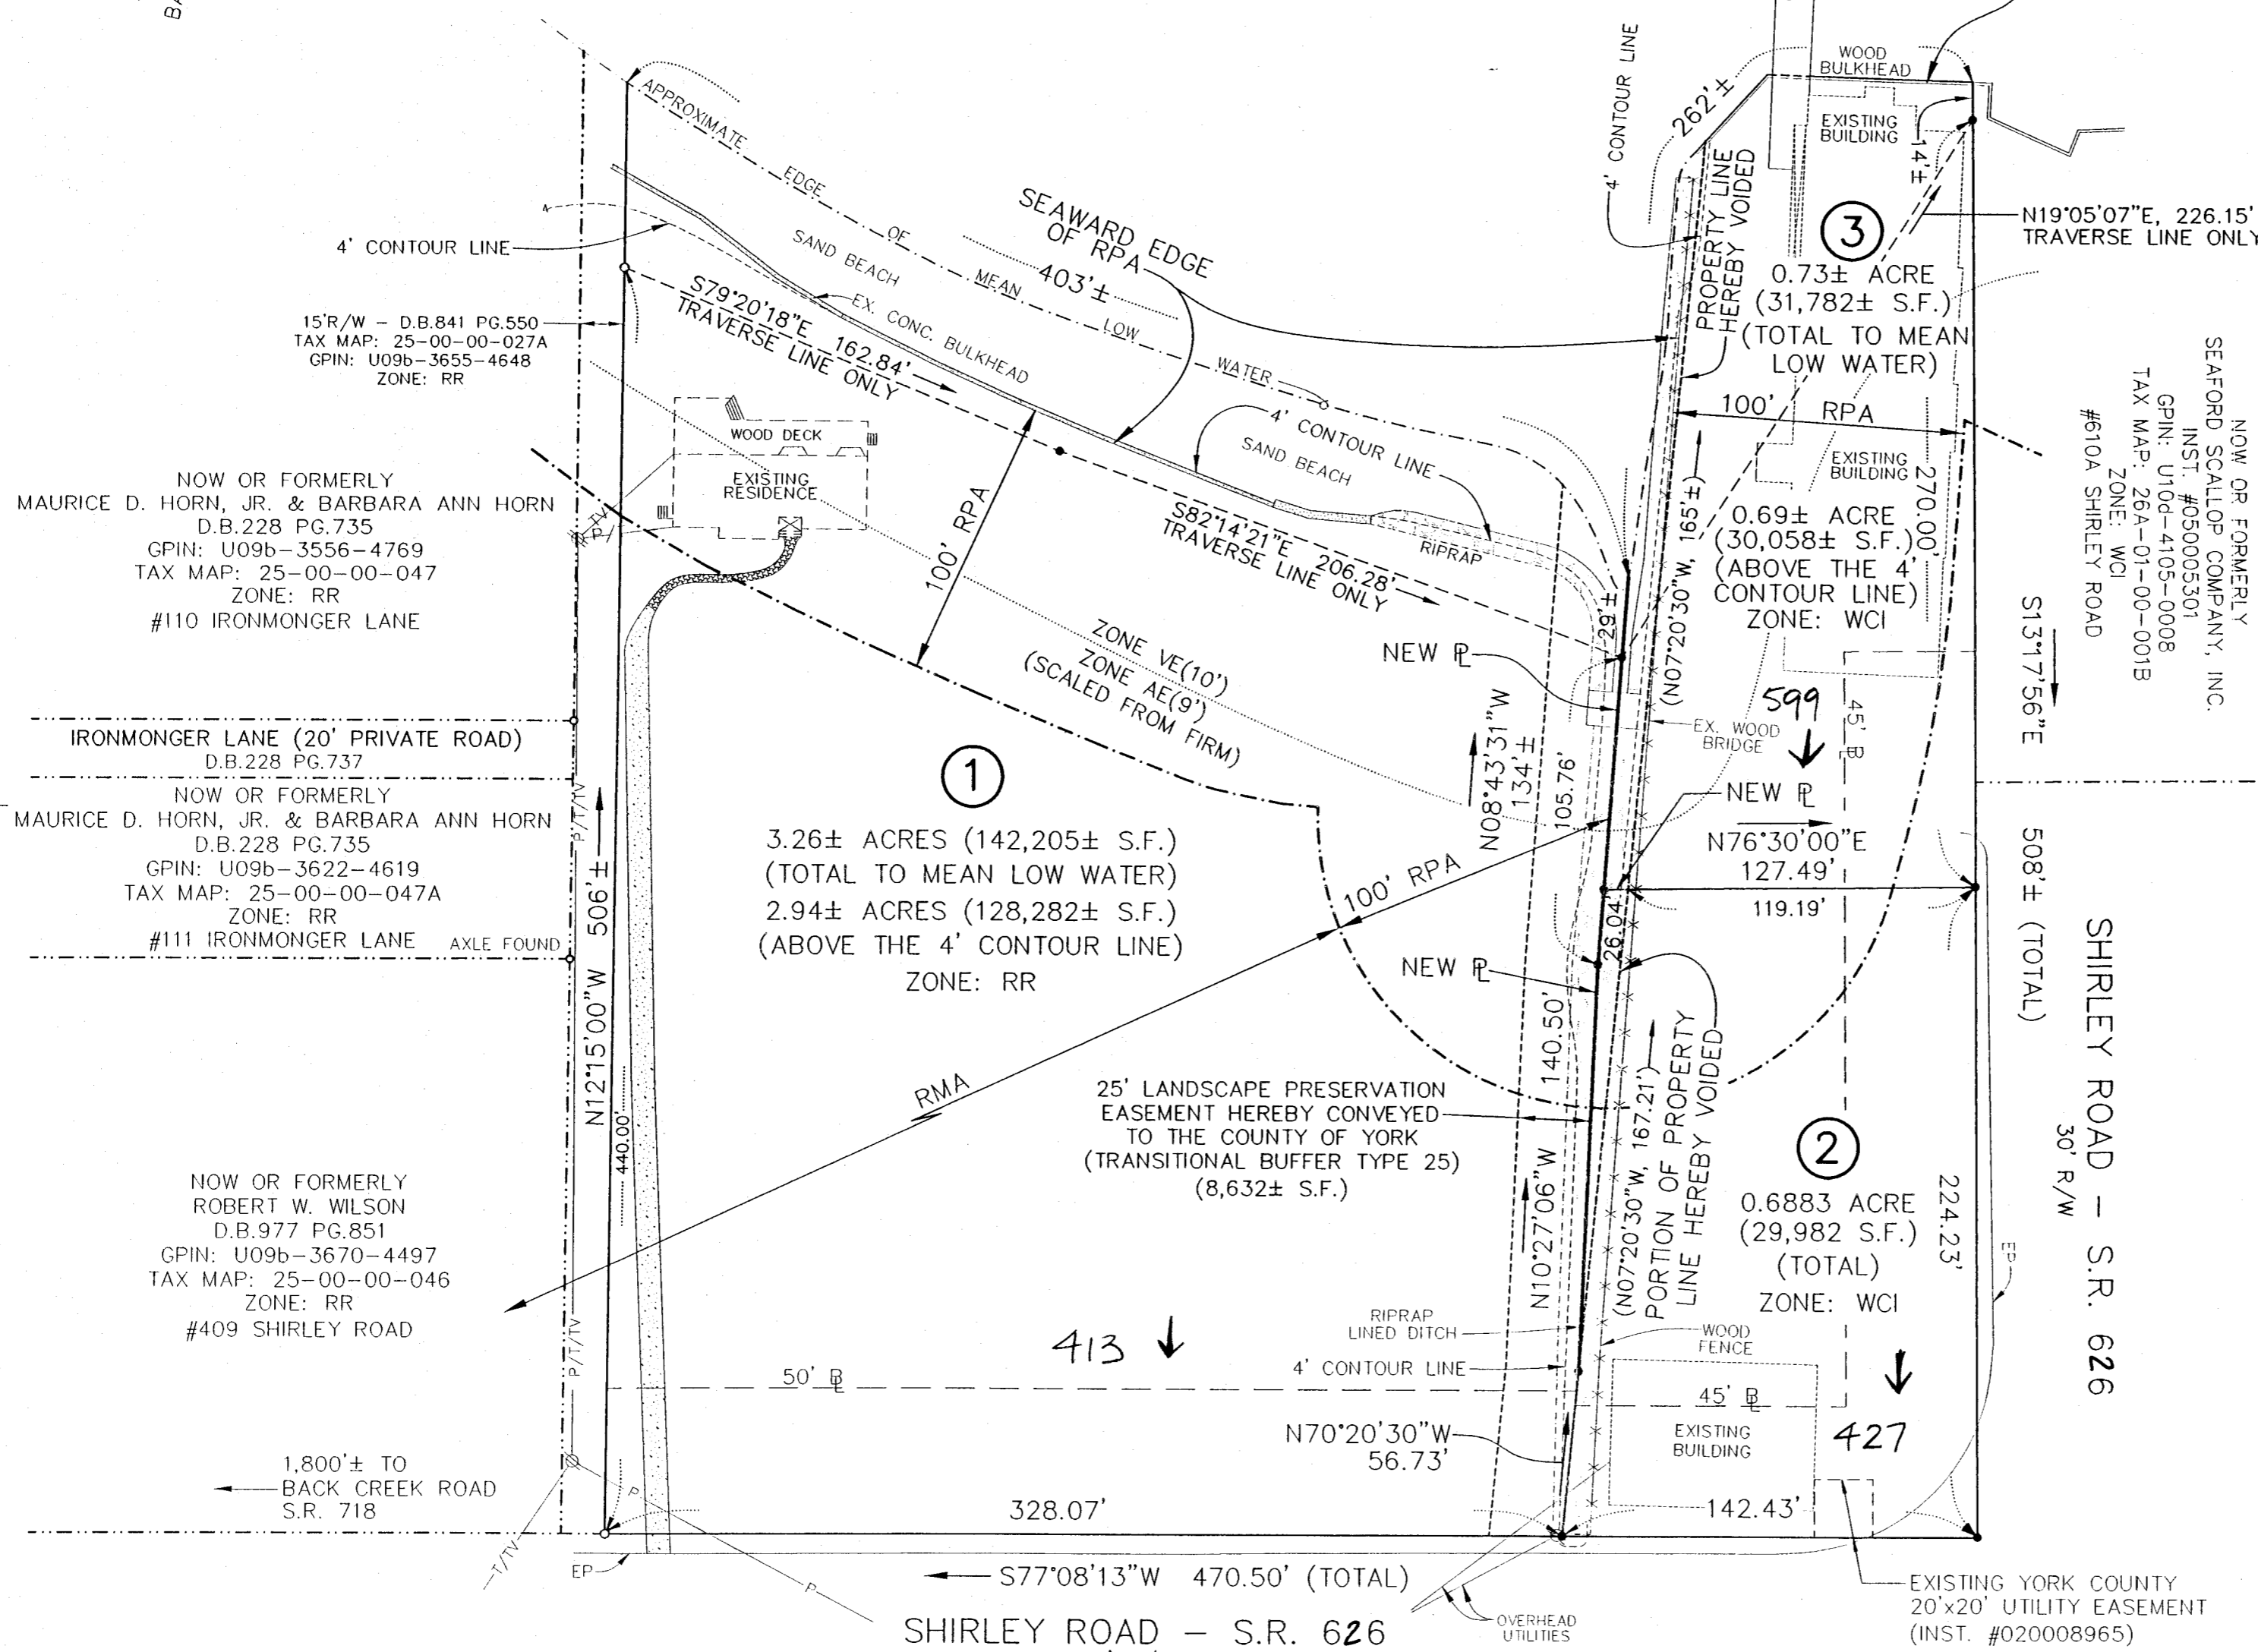 BA
WOOD
BULKHEAD
4' CONTOUR LINE
262'±
EXISTING
BUILDING
14'±
APPROXIMATE
EDGE
OF
MEAN
LOW
WATER
SEAWARD EDGE
OF RPA
403'±
SAND BEACH
4
4' CONTOUR LINE
EX. CONC. BULKHEAD
S79°20'18"E 162.84'
TRAVERSE LINE ONLY
15'R/W – D.B.841 PG.550
TAX MAP: 25-00-00-027A
GPIN: U09b-3655-4648
ZONE: RR
PROPERTY LINE
HEREBY VOIDED
3
N19°05'07"E, 226.15'
TRAVERSE LINE ONLY
0.73± ACRE
(31,782± S.F.)
(TOTAL TO MEAN
LOW WATER)
100' RPA
NOW OR FORMERLY
SEAFORD SCALLOP COMPANY, INC.
INST. #050005301
GPIN: U10d-4105-0008
TAX MAP: 26A-01-00-001B
ZONE: WCI
#610A SHIRLEY ROAD
WOOD DECK
EXISTING
RESIDENCE
4' CONTOUR LINE
SAND BEACH
RIPRAP
NOW OR FORMERLY
MAURICE D. HORN, JR. & BARBARA ANN HORN
D.B.228 PG.735
GPIN: U09b-3556-4769
TAX MAP: 25-00-00-047
ZONE: RR
#110 IRONMONGER LANE
TV
P
100' RPA
S82°14'21"E 206.28'
TRAVERSE LINE ONLY
EXISTING
BUILDING
270.00'
0.69± ACRE
(30,058± S.F.)
(ABOVE THE 4'
CONTOUR LINE)
ZONE: WCI
(N07°20'30"W, 165'±)
29'±
NEW PL
S13°17'56"E
508'± (TOTAL)
ZONE VE(10')
ZONE AE(9')
(SCALED FROM FIRM)
599
45' BL
EX. WOOD
BRIDGE
IRONMONGER LANE (20' PRIVATE ROAD)
D.B.228 PG.737
N08°43'31"W
134'±
105.76'
NEW PL
N76°30'00"E
127.49'
119.19'
26.04'
NOW OR FORMERLY
MAURICE D. HORN, JR. & BARBARA ANN HORN
D.B.228 PG.735
GPIN: U09b-3622-4619
TAX MAP: 25-00-00-047A
ZONE: RR
#111 IRONMONGER LANE
AXLE FOUND
P/T/TV
N12°15'00"W 506'±
440.00'
1
3.26± ACRES (142,205± S.F.)
(TOTAL TO MEAN LOW WATER)
2.94± ACRES (128,282± S.F.)
(ABOVE THE 4' CONTOUR LINE)
ZONE: RR
100' RPA
NEW PL
RMA
140.50'
N10°27'06"W
(N07°20'30"W, 167.21')
PORTION OF PROPERTY
LINE HEREBY VOIDED
25' LANDSCAPE PRESERVATION
EASEMENT HEREBY CONVEYED
TO THE COUNTY OF YORK
(TRANSITIONAL BUFFER TYPE 25)
(8,632± S.F.)
2
0.6883 ACRE
(29,982 S.F.)
(TOTAL)
ZONE: WCI
224.23'
EP
SHIRLEY ROAD – S.R. 626
30' R/W
NOW OR FORMERLY
ROBERT W. WILSON
D.B.977 PG.851
GPIN: U09b-3670-4497
TAX MAP: 25-00-00-046
ZONE: RR
#409 SHIRLEY ROAD
P/T/TV
413
RIPRAP
LINED DITCH
WOOD
FENCE
4' CONTOUR LINE
50' BL
45' BL
EXISTING
BUILDING
427
N70°20'30"W
56.73'
1,800'± TO
BACK CREEK ROAD
S.R. 718
T/TV
P
P
328.07'
142.43'
EP
S77°08'13"W 470.50' (TOTAL)
SHIRLEY ROAD – S.R. 626
OVERHEAD
UTILITIES
EXISTING YORK COUNTY
20'x20' UTILITY EASEMENT
(INST. #020008965)